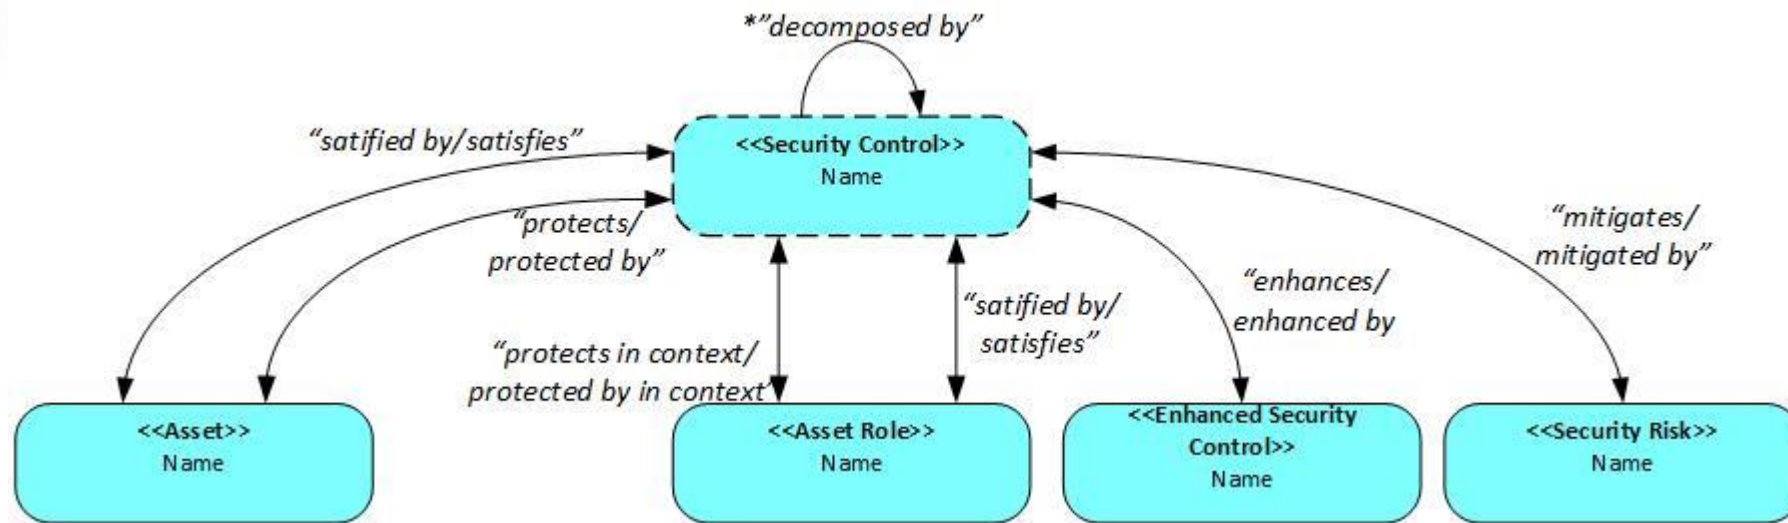 *”decomposed by”
“satified by/satisfies”
<<Security Control>>
Name
“protects/
protected by”
“mitigates/
mitigated by”
“enhances/
enhanced by
“satified by/
satisfies”
“protects in context/
protected by in context’
<<Asset>>
Name
<<Asset Role>>
Name
<<Enhanced Security
Control>>
Name
<<Security Risk>>
Name